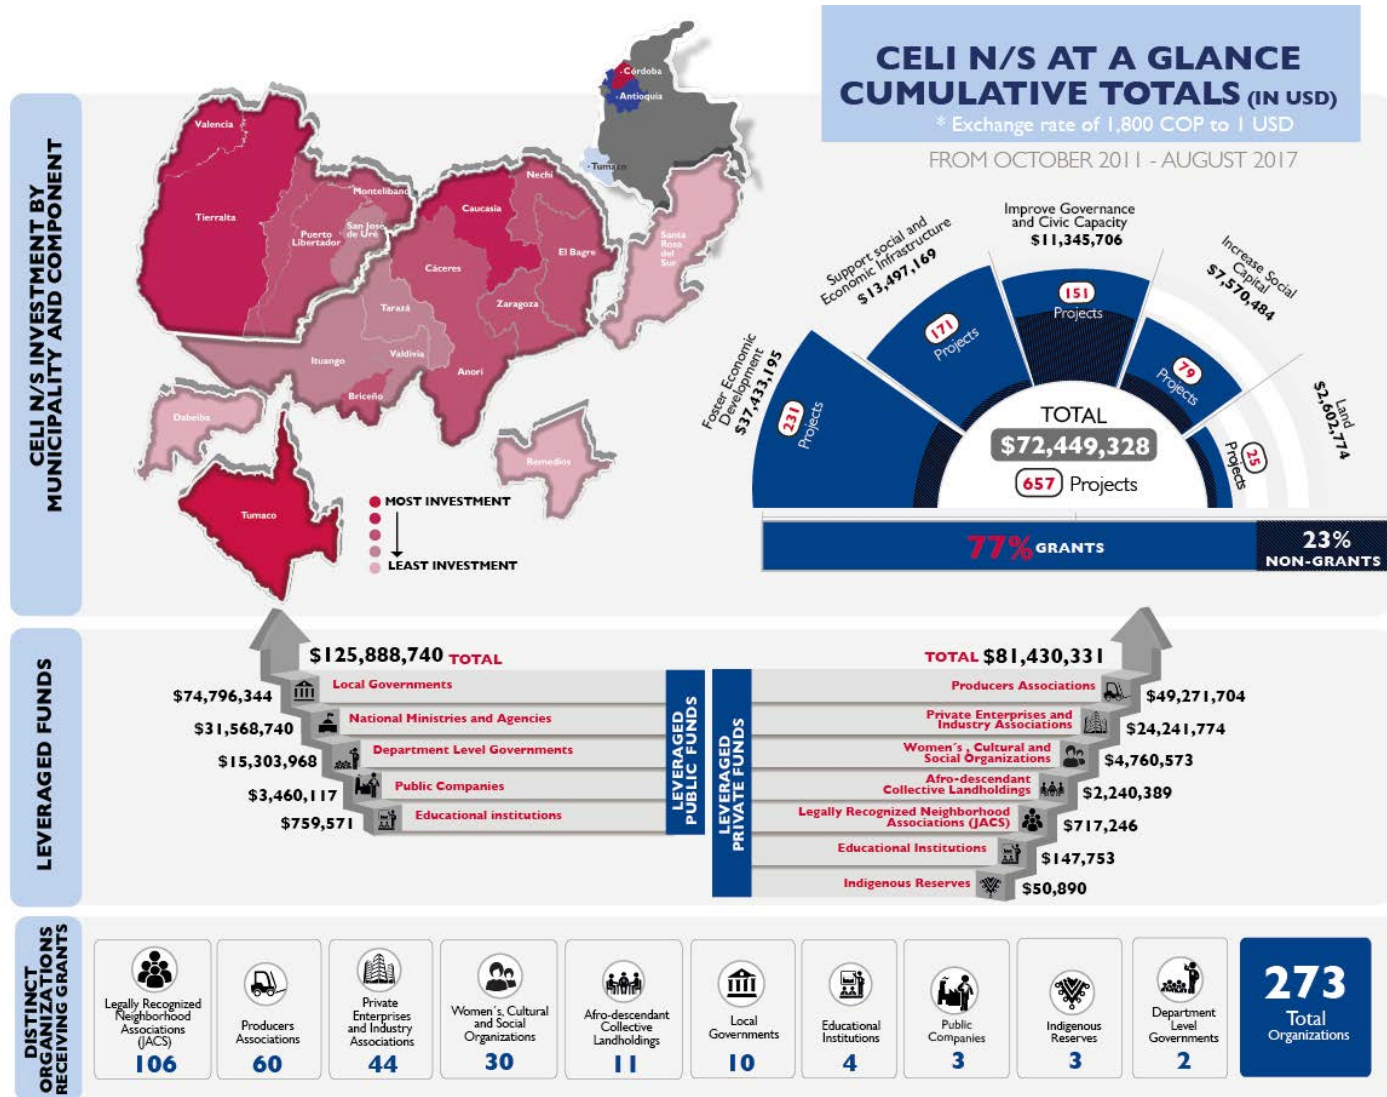 CELI N/S AT A GLANCE
CUMULATIVE TOTALS (IN USD)
* Exchange rate of 1,800 COP to 1 USD
FROM OCTOBER 2011 - AUGUST 2017
CELI N/S INVESTMENT BY
MUNICIPALITY AND COMPONENT
Valencia
Tierralta
Montelibano
Puerto
Libertador
San José
de Uré
Caucasia
Nechí
Cáceres
El Bagre
Zaragoza
Tarazá
Ituango
Valdivia
Anorí
Briceño
Dabeiba
Tumaco
Remedios
Santa
Rosa
del
Sur
-Córdoba
-Antioquia
-Tumaco
MOST INVESTMENT
LEAST INVESTMENT
Foster Economic
Development
$37,433,195
231
Projects
Support social and
Economic Infrastructure
$13,497,169
171
Projects
Improve Governance
and Civic Capacity
$11,345,706
151
Projects
Increase Social
Capital
$7,570,484
79
Projects
Land
$2,602,774
25
Projects
TOTAL
$72,449,328
657 Projects
77% GRANTS
23%
NON-GRANTS
LEVERAGED FUNDS
$125,888,740 TOTAL
$74,796,344 Local Governments
$31,568,740 National Ministries and Agencies
$15,303,968 Department Level Governments
$3,460,117 Public Companies
$759,571 Educational institutions
LEVERAGED
PUBLIC FUNDS
LEVERAGED
PRIVATE FUNDS
TOTAL $81,430,331
Producers Associations $49,271,704
Private Enterprises and
Industry Associations $24,241,774
Women´s , Cultural and
Social Organizations $4,760,573
Afro-descendant
Collective Landholdings $2,240,389
Legally Recognized Neighborhood
Associations (JACS) $717,246
Educational Institutions $147,753
Indigenous Reserves $50,890
DISTINCT
ORGANIZATIONS
RECEIVING GRANTS
Legally Recognized
Neighborhood
Associations
(JACS)
106
Producers
Associations
60
Private
Enterprises
and Industry
Associations
44
Women´s, Cultural
and Social
Organizations
30
Afro-descendant
Collective
Landholdings
11
Local
Governments
10
Educational
Institutions
4
Public
Companies
3
Indigenous
Reserves
3
Department
Level
Governments
2
273
Total
Organizations